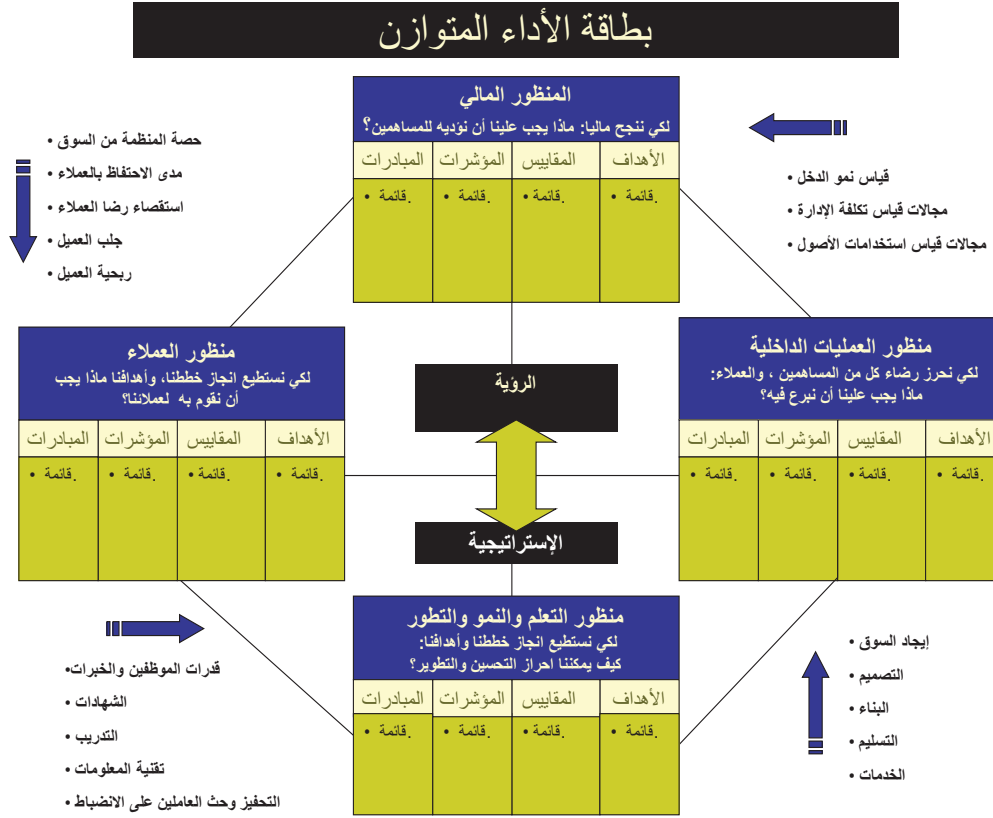 بطاقة الأداء المتوازن
المنظور المالي
لكي ننجح ماليا: ماذا يجب علينا أن نؤديه للمساهمين؟
الأهداف المقاييس المؤشرات المبادرات
• قائمة. • قائمة. • قائمة. • قائمة.
• قياس نمو الدخل
• مجالات قياس تكلفة الإدارة
• مجالات قياس استخدامات الأصول
• حصة المنظمة من السوق
• مدى الاحتفاظ بالعملاء
• استقصاء رضا العملاء
• جلب العميل
• ربحية العميل
منظور العمليات الداخلية
لكي نحرز رضاء كل من المساهمين ، والعملاء:
ماذا يجب علينا أن نبرع فيه؟
الأهداف المقاييس المؤشرات المبادرات
• قائمة. • قائمة. • قائمة. • قائمة.
الرؤية
الإستراتيجية
منظور العملاء
لكي نستطيع انجاز خططنا، وأهدافنا ماذا يجب
أن نقوم به لعملائنا؟
الأهداف المقاييس المؤشرات المبادرات
• قائمة. • قائمة. • قائمة. • قائمة.
منظور التعلم والنمو والتطور
لكي نستطيع انجاز خططنا وأهدافنا:
كيف يمكننا احراز التحسين والتطوير؟
الأهداف المقاييس المؤشرات المبادرات
• قائمة. • قائمة. • قائمة. • قائمة.
• إيجاد السوق
• التصميم
• البناء
• التسليم
• الخدمات
• قدرات الموظفين والخبرات
• الشهادات
• التدريب
• تقنية المعلومات
• التحفيز وحث العاملين على الانضباط